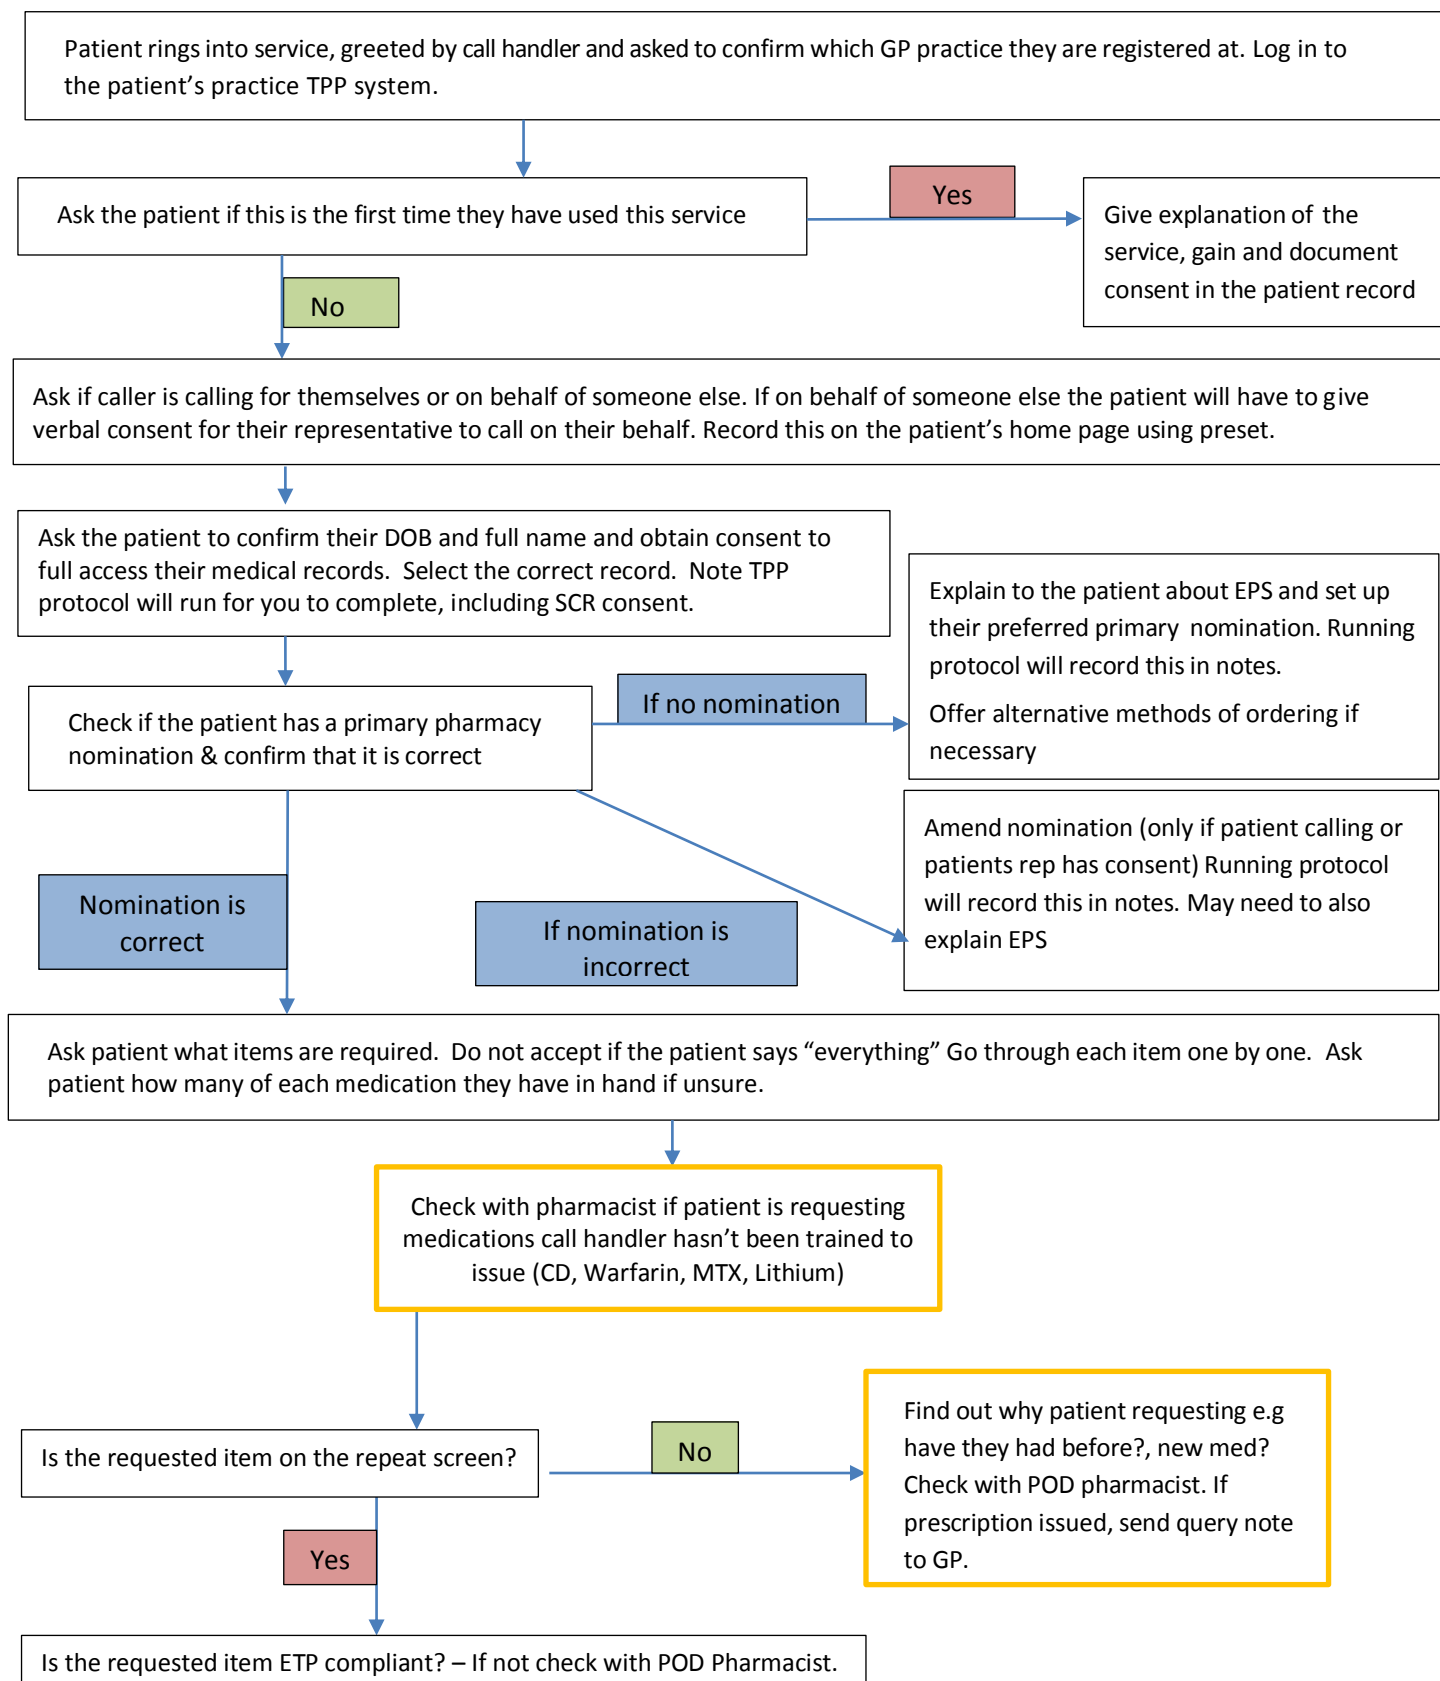 Patient rings into service, greeted by call handler and asked to confirm which GP practice they are registered at. Log in to
the patient's practice TPP system.
Ask the patient if this is the first time they have used this service
Yes
Give explanation of the
service, gain and document
consent in the patient record
No
Ask if caller is calling for themselves or on behalf of someone else. If on behalf of someone else the patient will have to give
verbal consent for their representative to call on their behalf. Record this on the patient's home page using preset.
Ask the patient to confirm their DOB and full name and obtain consent to
full access their medical records. Select the correct record. Note TPP
protocol will run for you to complete, including SCR consent.
Check if the patient has a primary pharmacy
nomination & confirm that it is correct
If no nomination
Explain to the patient about EPS and set up
their preferred primary nomination. Running
protocol will record this in notes.
Offer alternative methods of ordering if
necessary
Nomination is
correct
If nomination is
incorrect
Amend nomination (only if patient calling or
patients rep has consent) Running protocol
will record this in notes. May need to also
explain EPS
Ask patient what items are required. Do not accept if the patient says “everything” Go through each item one by one. Ask
patient how many of each medication they have in hand if unsure.
Check with pharmacist if patient is requesting
medications call handler hasn't been trained to
issue (CD, Warfarin, MTX, Lithium)
Is the requested item on the repeat screen?
No
Find out why patient requesting e.g
have they had before?, new med?
Check with POD pharmacist. If
prescription issued, send query note
to GP.
Yes
Is the requested item ETP compliant? – If not check with POD Pharmacist.